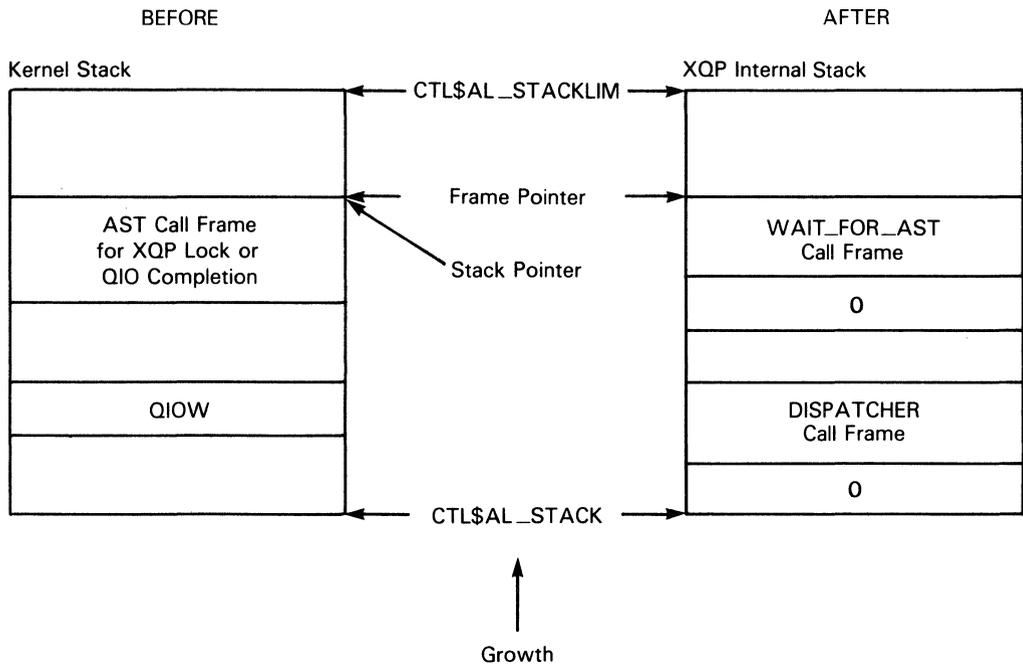 BEFORE
AFTER
Kernel Stack
XQP Internal Stack
CTL$AL_STACKLIM
Frame Pointer
AST Call Frame
for XQP Lock or
QIO Completion
WAIT_FOR_AST
Call Frame
Stack Pointer
0
QIOW
DISPATCHER
Call Frame
0
CTL$AL_STACK
Growth